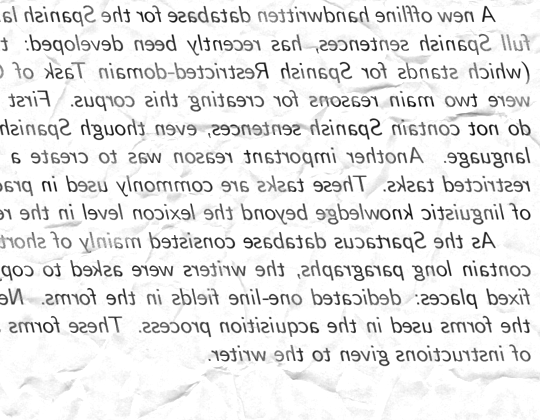 A new offline handwritten database for the Spanish la
full Spanish sentences, has recently been developed: t
(which stands for Spanish Restricted-domain Task of
were two main reasons for creating this corpus. First
do not contain Spanish sentences, even though Spanish
language. Another important reason was to create a
restricted tasks. These tasks are commonly used in prac
of linguistic knowledge beyond the lexicon level in the re
As the Spartacus database consisted mainly of short
contain long paragraphs, the writers were asked to copy
fixed places: dedicated one-line fields in the forms. Ne
the forms used in the acquisition process. These forms
of instructions given to the writer.